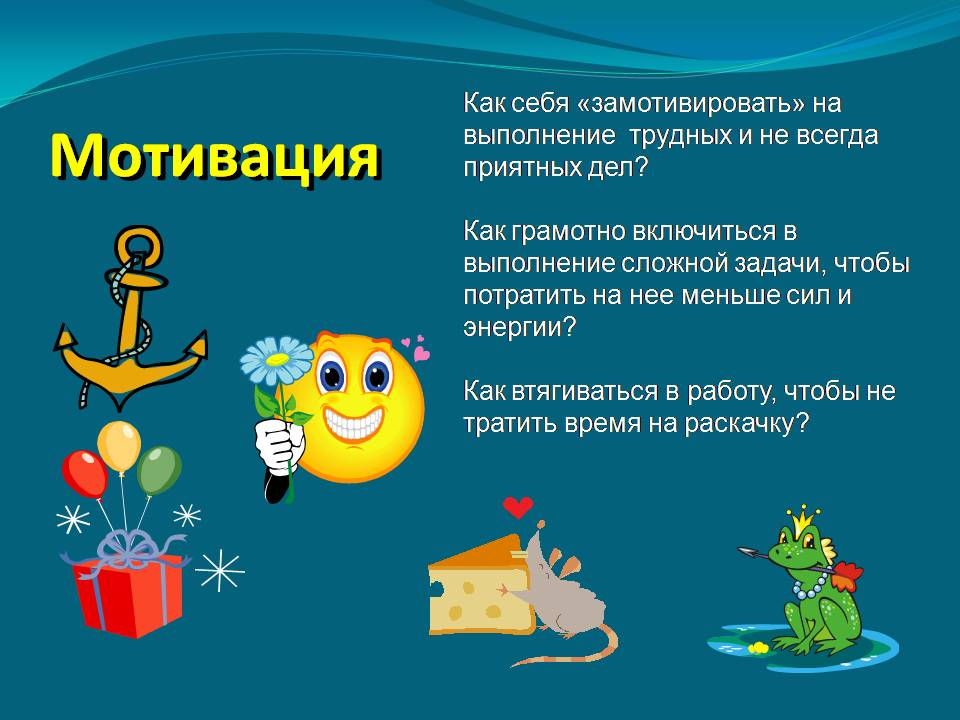 Мотивация
Как себя «замотивировать» на
выполнение  трудных и не всегда
приятных дел?
Как грамотно включиться в
выполнение сложной задачи, чтобы
потратить на нее меньше сил и
энергии?
Как втягиваться в работу, чтобы не
тратить время на раскачку?